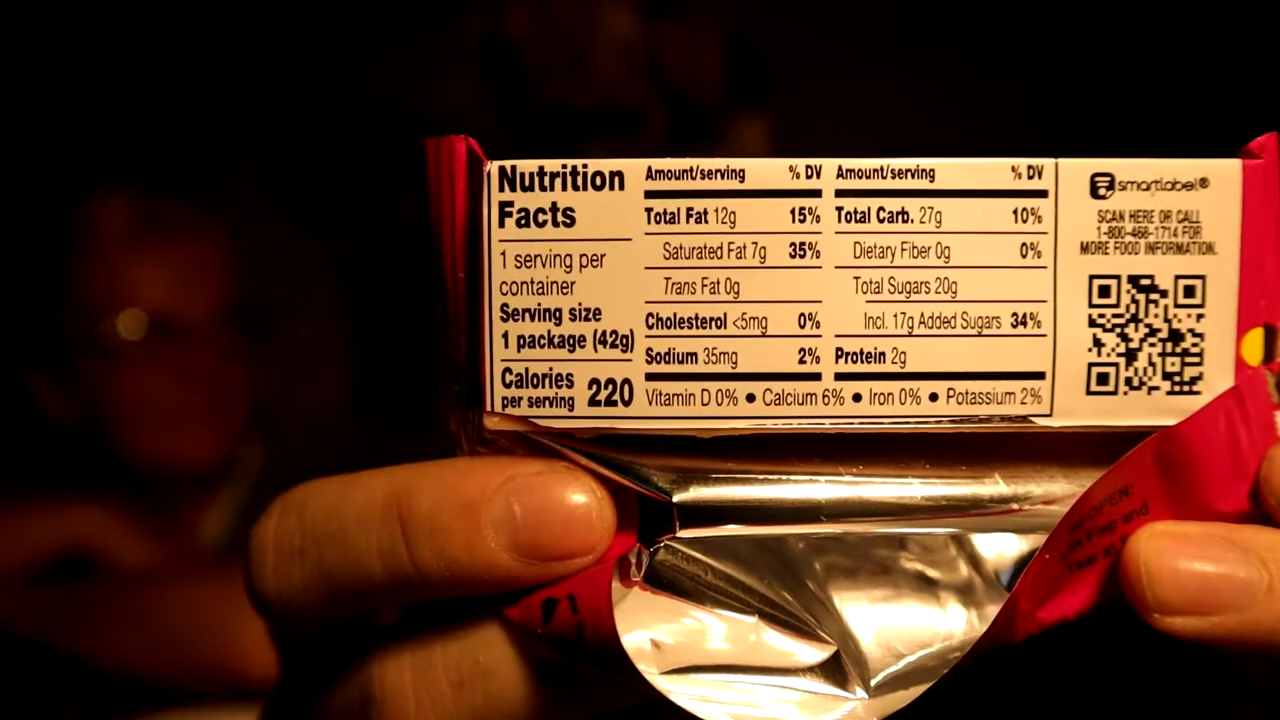 Nutrition
Facts
1 serving per
container
Serving size
1 package (42g)
Calories
per serving 220
Amount/serving % DV
Total Fat 12g 15%
Saturated Fat 7g 35%
Trans Fat 0g
Cholesterol <5mg 0%
Sodium 35mg 2%
Amount/serving % DV
Total Carb. 27g 10%
Dietary Fiber 0g 0%
Total Sugars 20g
Incl. 17g Added Sugars 34%
Protein 2g
Vitamin D 0% ● Calcium 6% ● Iron 0% ● Potassium 2%
smartlabel®
SCAN HERE OR CALL
1-800-468-1714 FOR
MORE FOOD INFORMATION.
OPEN:
and